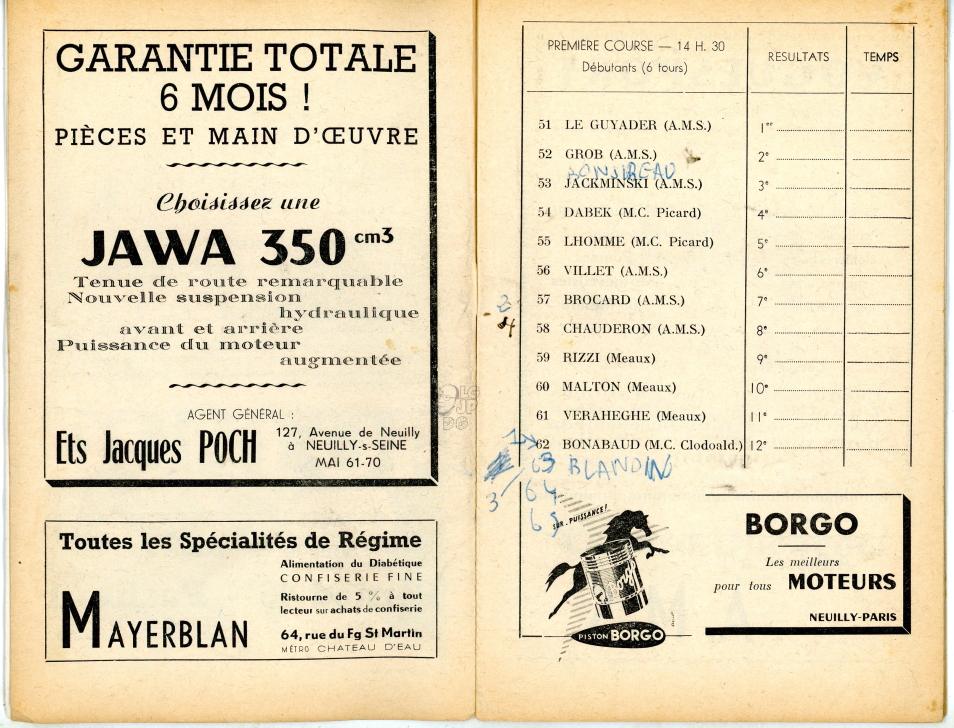 GARANTIE TOTALE
6 MOIS !
PIÈCES ET MAIN D'ŒUVRE
Choisissez une
JAWA 350 cm3
Tenue de route remarquable
Nouvelle suspension
hydraulique
avant et arrière
Puissance du moteur
augmentée
AGENT GÉNÉRAL :
Ets Jacques POCH
127, Avenue de Neuilly
à NEUILLY-s-SEINE
MAI 61-70
Toutes les Spécialités de Régime
Alimentation du Diabétique
CONFISERIE FINE
Ristourne de 5 % à tout
lecteur sur achats de confiserie
MAYERBLAN
64, rue du Fg St Martin
MÉTRO CHATEAU D'EAU
PREMIÈRE COURSE — 14 H. 30
Débutants (6 tours)
RESULTATS
TEMPS
51 LE GUYADER (A.M.S.) 1er
52 GROB (A.M.S.) 2e
53 JACKMINSKI (A.M.S.) 3e
54 DABEK (M.C. Picard) 4e
55 LHOMME (M.C. Picard) 5e
56 VILLET (A.M.S.) 6e
57 BROCARD (A.M.S.) 7e
2
58 CHAUDERON (A.M.S.) 8e
4
59 RIZZI (Meaux) 9e
60 MALTON (Meaux) 10e
61 VERAHEGHE (Meaux) 11e
62 BONABAUD (M.C. Clodoald.) 12e
63 BLANDIN
3 64
65
SUR-PUISSANCE!
PISTON BORGO
BORGO
Les meilleurs
pour tous MOTEURS
NEUILLY-PARIS